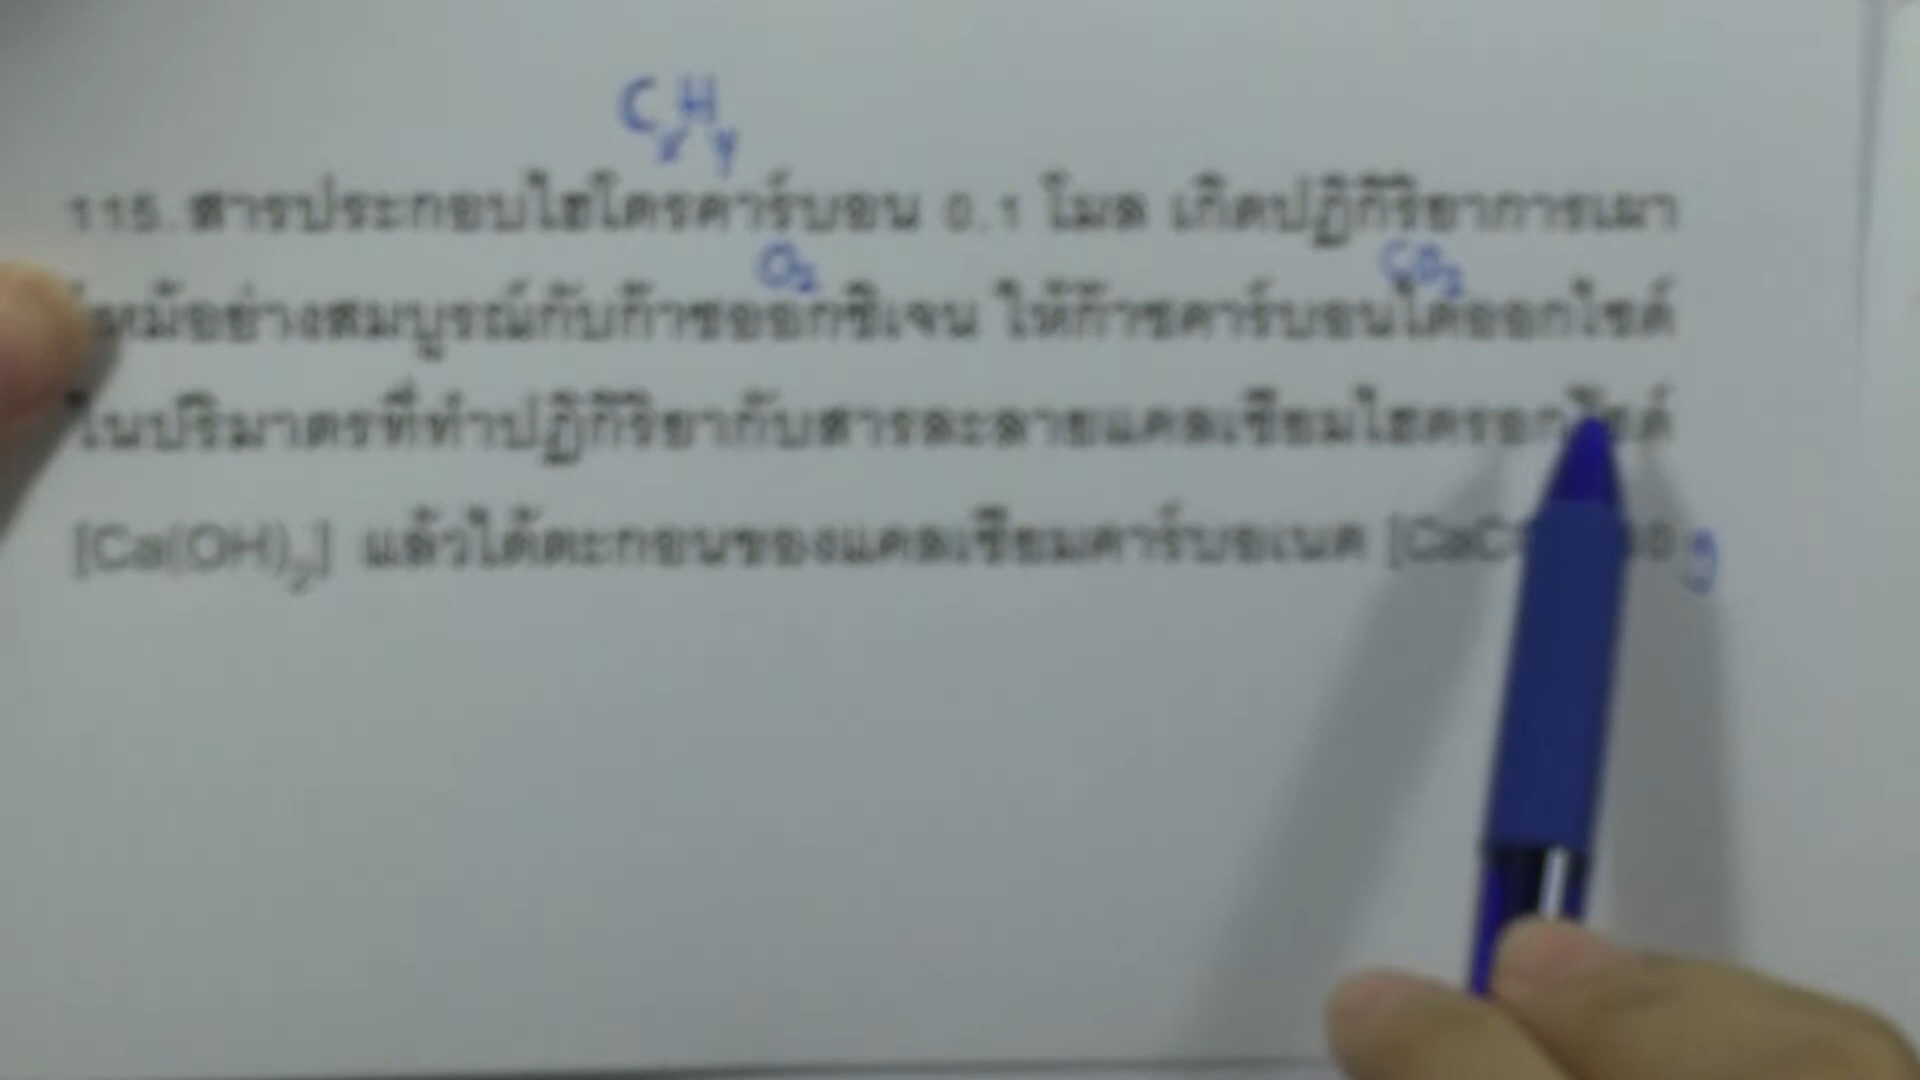 CxHy
115. สารประกอบไฮโดรคาร์บอน 0.1 โมล เกิดปฏิกิริยาการเผา
O2 CO2
ไหม้อย่างสมบูรณ์กับก๊าซออกซิเจน ให้ก๊าซคาร์บอนไดออกไซด์
ในปริมาตรที่ทำปฏิกิริยากับสารละลายแคลเซียมไฮดรอกไซด์
[Ca(OH)2] แล้วได้ตะกอนของแคลเซียมคาร์บอเนต